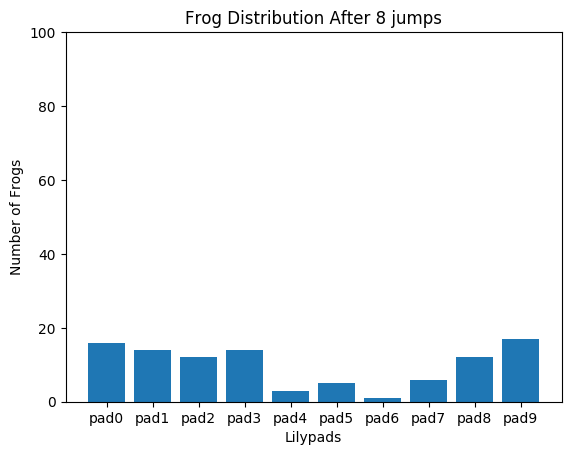 Frog Distribution After 8 jumps
100
80
60
40
20
0
Number of Frogs
pad0 pad1 pad2 pad3 pad4 pad5 pad6 pad7 pad8 pad9
Lilypads